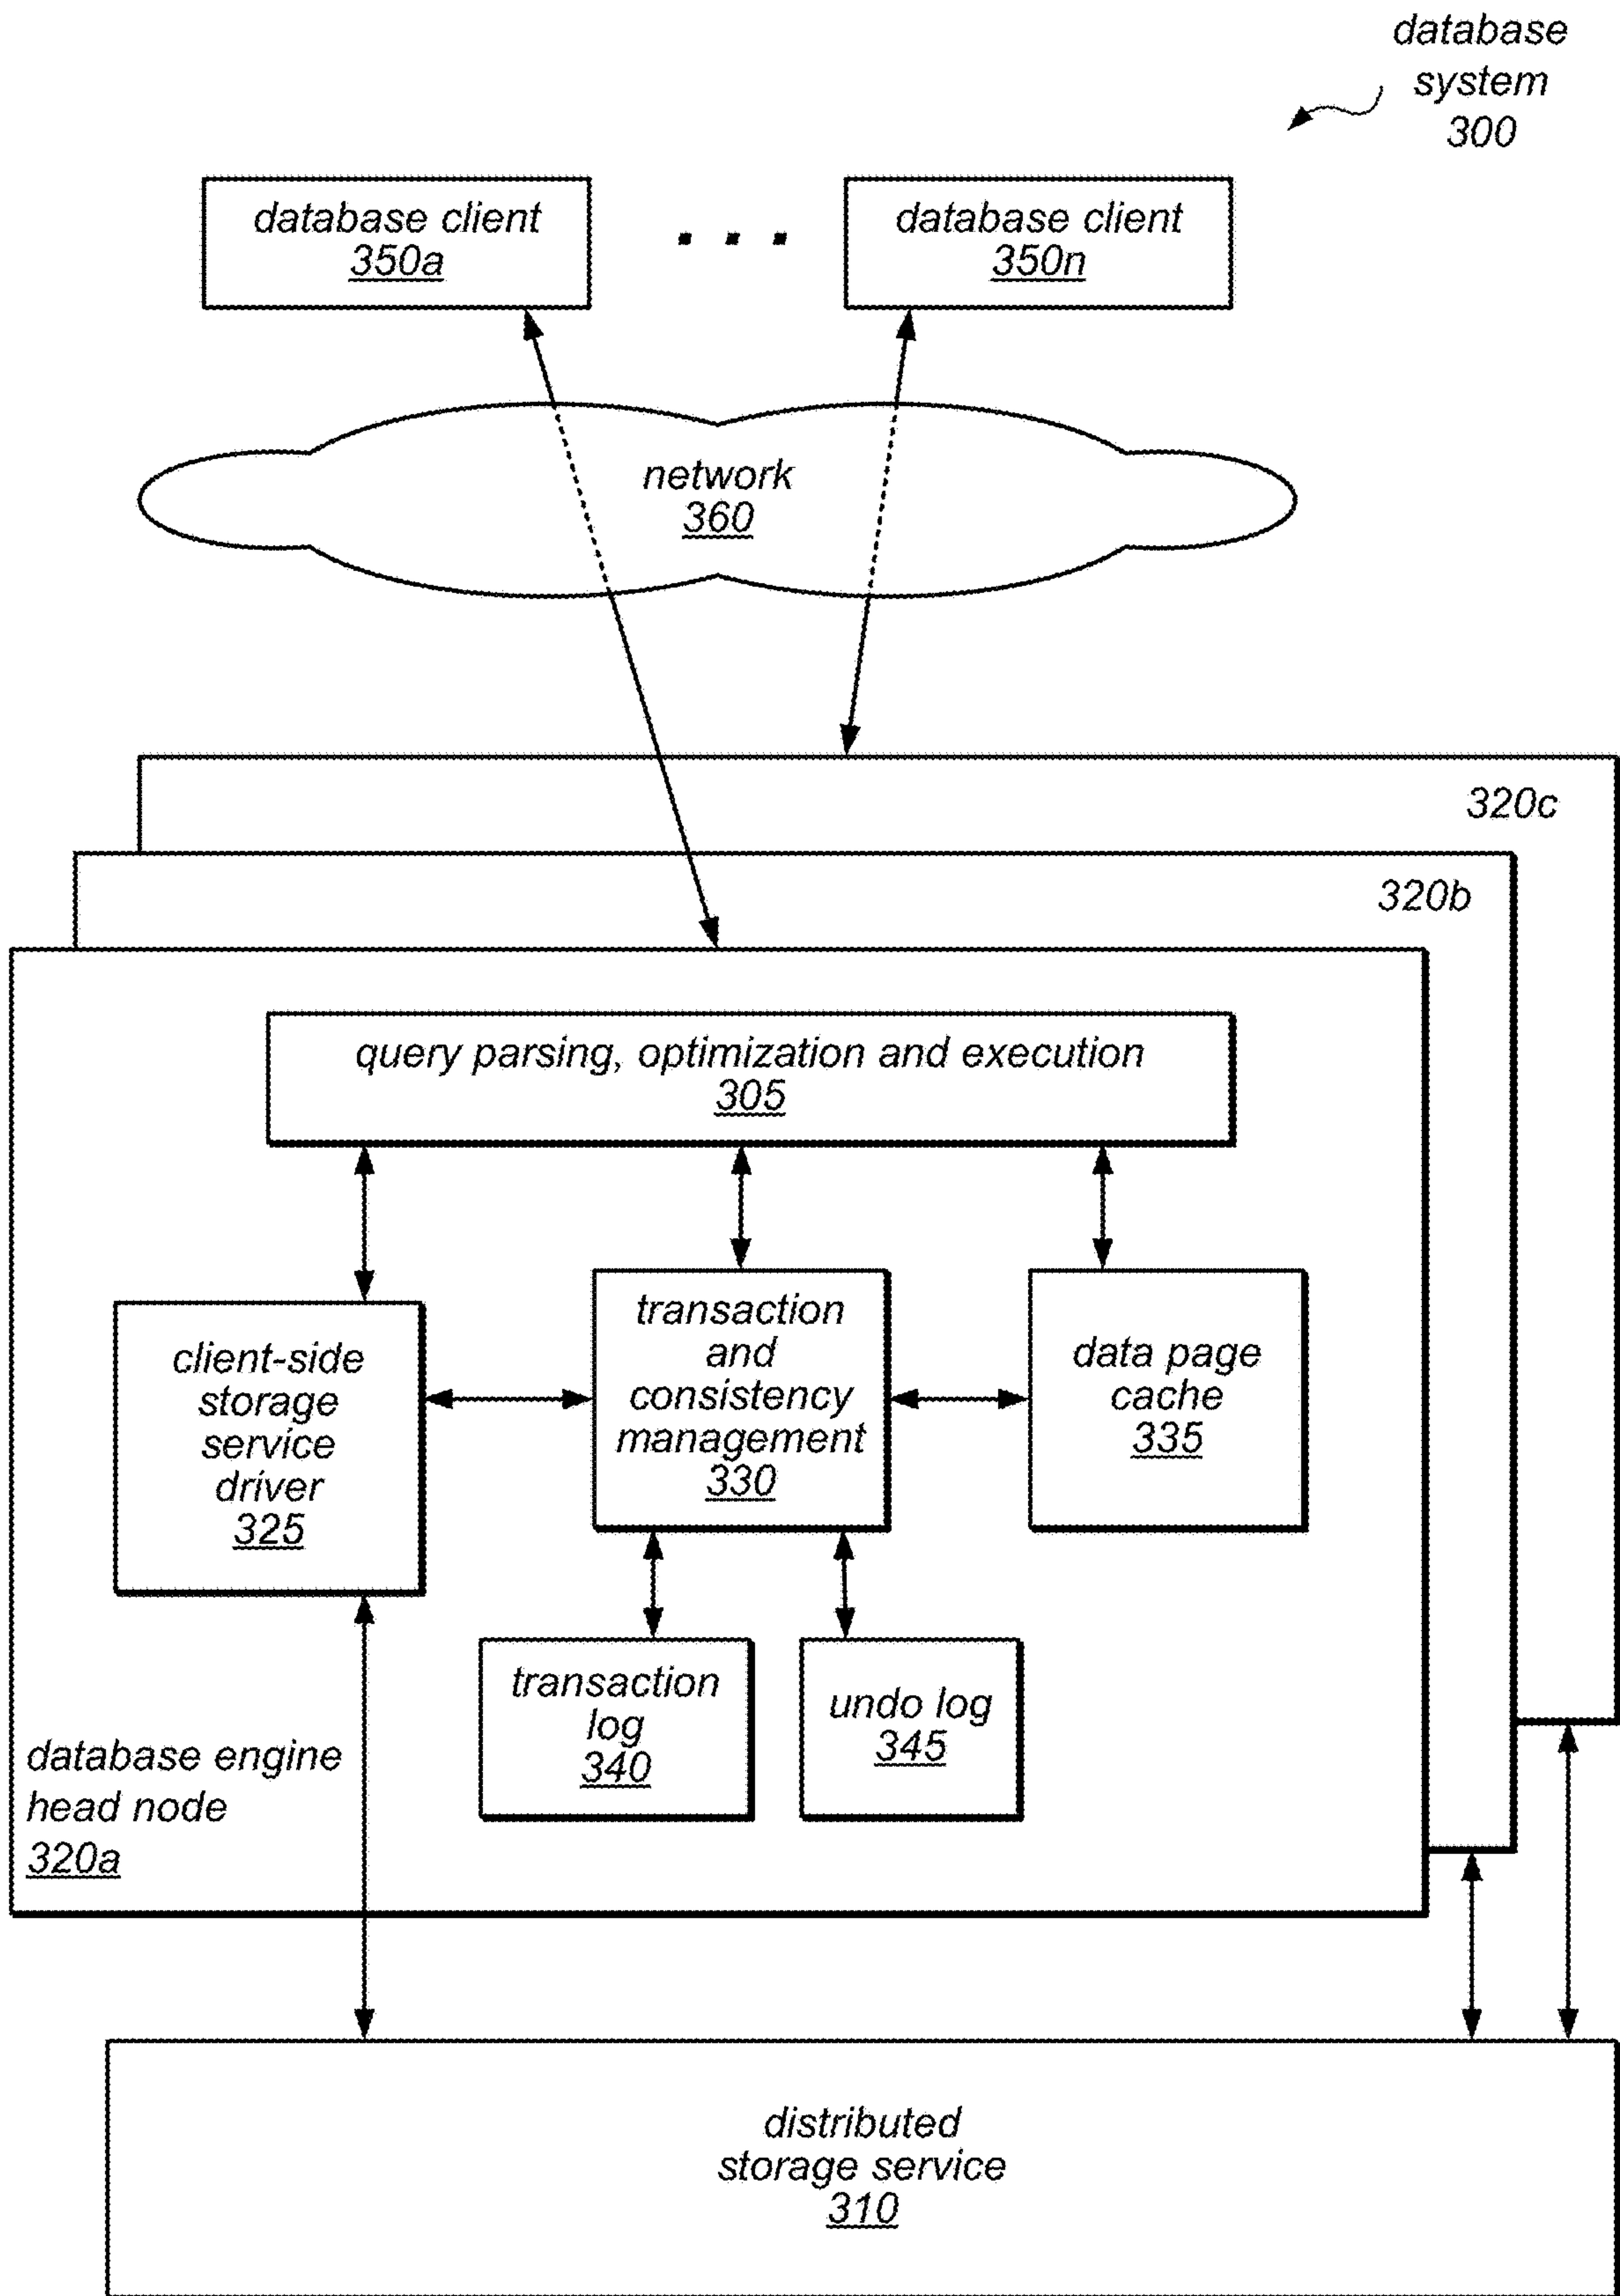 database
system
300
database client
350a
. . .
database client
350n
network
360
320c
320b
query parsing, optimization and execution
305
client-side
storage
service
driver
325
transaction
and
consistency
management
330
data page
cache
335
transaction
log
340
undo log
345
database engine
head node
320a
distributed
storage service
310